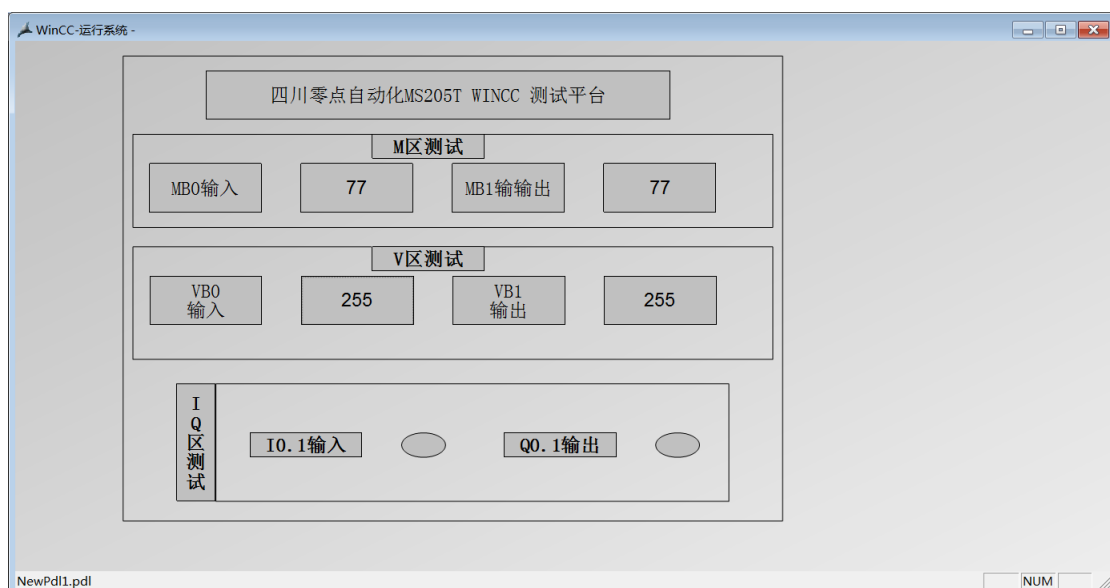 WinCC-运行系统 -
四川零点自动化MS205T WINCC 测试平台
M区测试
MB0输入
77
MB1输输出
77
V区测试
VB0
输入
255
VB1
输出
255
I
Q
区
测
试
I0.1输入
Q0.1输出
NewPdl1.pdl
NUM